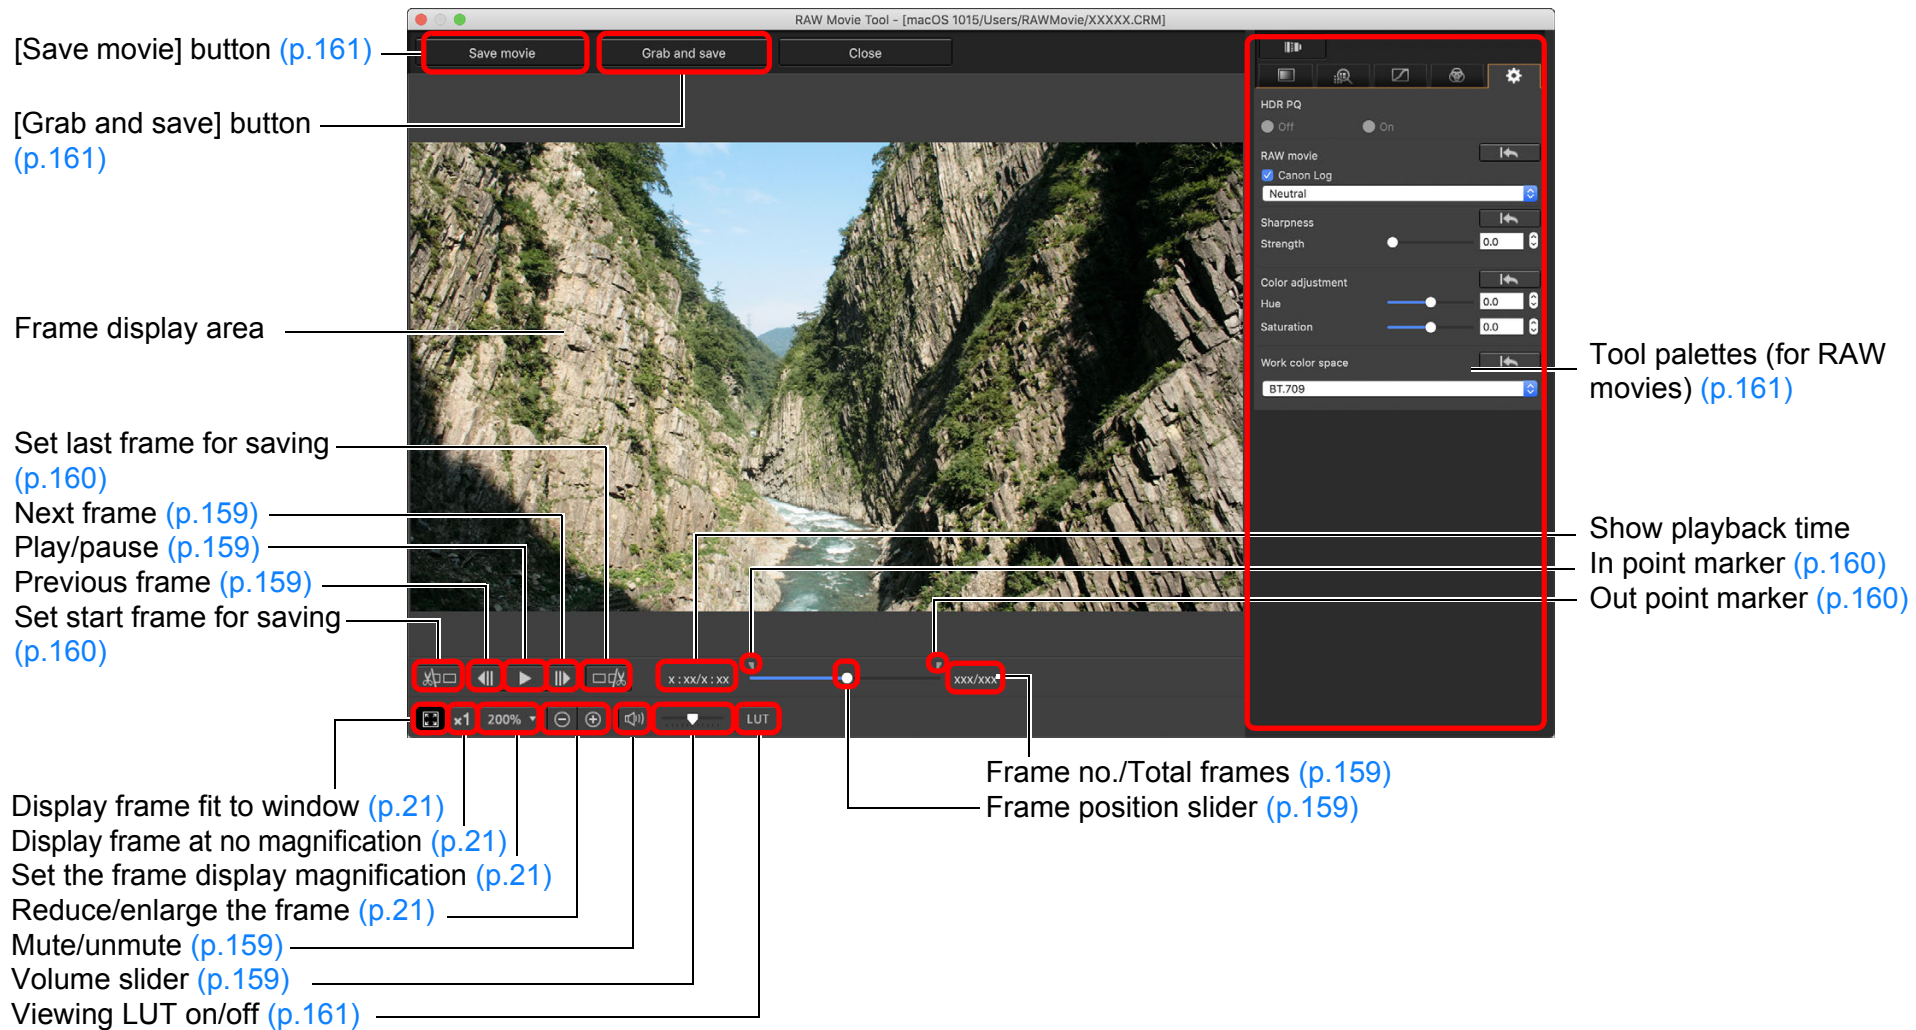 RAW Movie Tool - [macOS 1015/Users/RAWMovie/XXXXX.CRM]
[Save movie] button (p.161)
Save movie
Grab and save
Close
[Grab and save] button
(p.161)
HDR PQ
Off
On
RAW movie
Canon Log
Neutral
Sharpness
Strength
0.0
Color adjustment
Hue
0.0
Saturation
0.0
Work color space
BT.709
Frame display area
Tool palettes (for RAW
movies) (p.161)
Set last frame for saving
(p.160)
Next frame (p.159)
Play/pause (p.159)
Previous frame (p.159)
Set start frame for saving
(p.160)
Show playback time
In point marker (p.160)
Out point marker (p.160)
x:xx/x:xx
xxx/xxx
x1
200%
LUT
Frame no./Total frames (p.159)
Frame position slider (p.159)
Display frame fit to window (p.21)
Display frame at no magnification (p.21)
Set the frame display magnification (p.21)
Reduce/enlarge the frame (p.21)
Mute/unmute (p.159)
Volume slider (p.159)
Viewing LUT on/off (p.161)